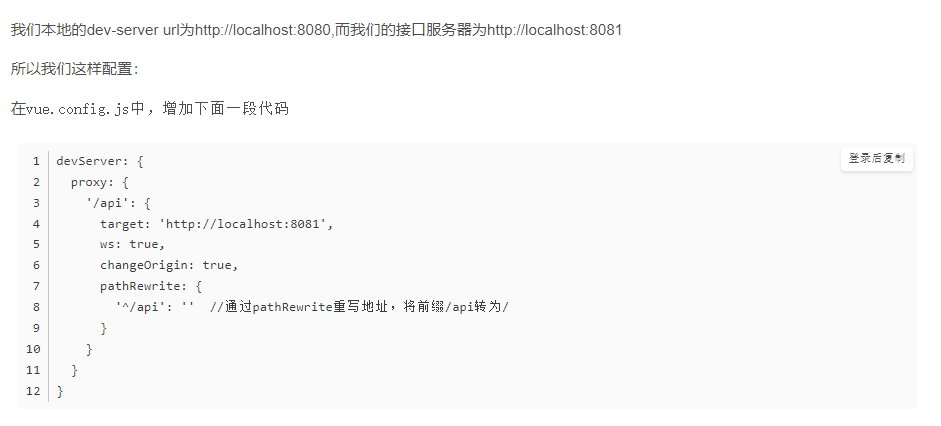 我们本地的dev-server url为http://localhost:8080,而我们的接口服务器为http://localhost:8081
所以我们这样配置：
在vue.config.js中，增加下面一段代码
登录后复制
1 devServer: {
2   proxy: {
3     '/api': {
4       target: 'http://localhost:8081',
5       ws: true,
6       changeOrigin: true,
7       pathRewrite: {
8         '^/api': ''  //通过pathRewrite重写地址，将前缀/api转为/
9       }
10     }
11   }
12 }